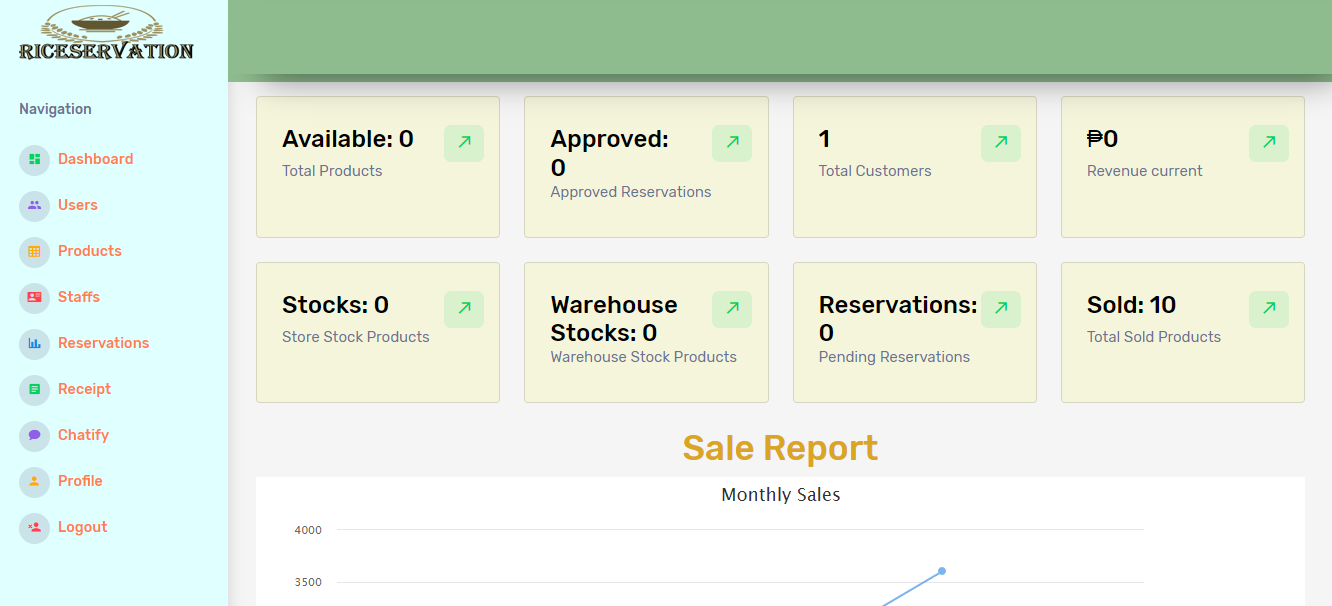 RICESERVATION
Navigation
Dashboard
Users
Products
Staffs
Reservations
Receipt
Chatify
Profile
Logout
Available: 0
Total Products
Approved:
0
Approved Reservations
1
Total Customers
₱0
Revenue current
Stocks: 0
Store Stock Products
Warehouse
Stocks: 0
Warehouse Stock Products
Reservations:
0
Pending Reservations
Sold: 10
Total Sold Products
Sale Report
Monthly Sales
4000
3500